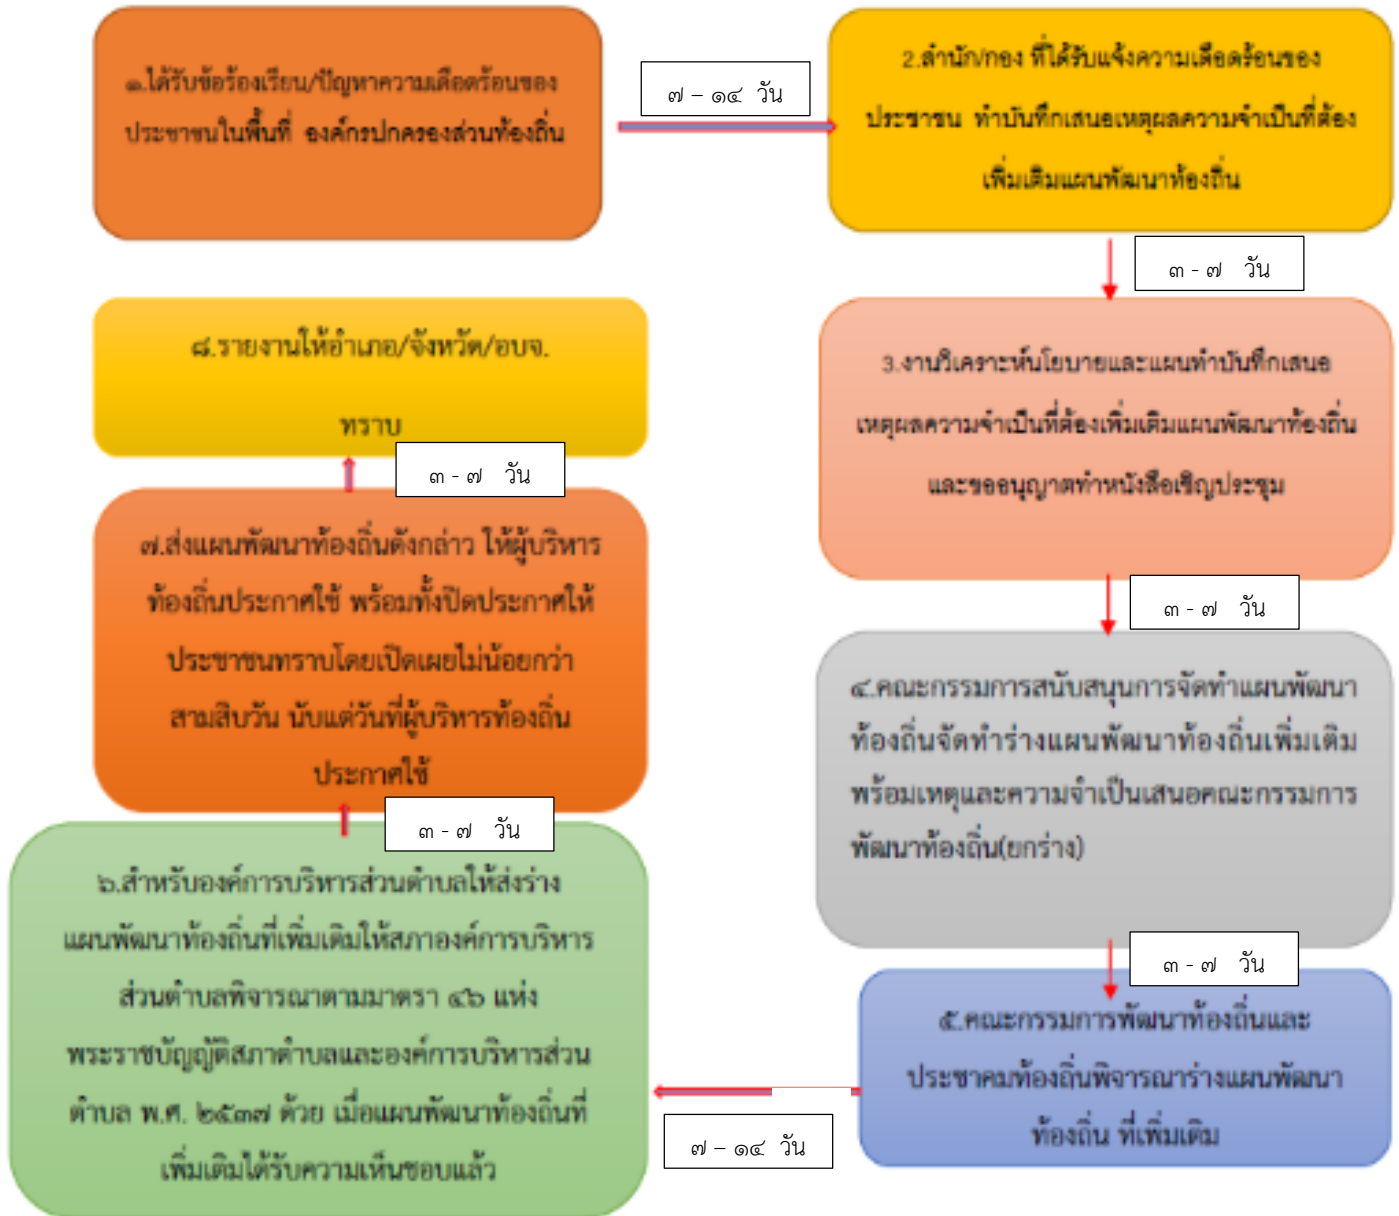 ๑.ได้รับข้อร้องเรียน/ปัญหาความเดือดร้อนของ
ประชาชนในพื้นที่ องค์กรปกครองส่วนท้องถิ่น
๗ – ๑๔ วัน
2.สำนัก/กอง ที่ได้รับแจ้งความเดือดร้อนของ
ประชาชน ทำบันทึกเสนอเหตุผลความจำเป็นที่ต้อง
เพิ่มเติมแผนพัฒนาท้องถิ่น
๓ - ๗ วัน
3.งานวิเคราะห์นโยบายและแผนทำบันทึกเสนอ
เหตุผลความจำเป็นที่ต้องเพิ่มเติมแผนพัฒนาท้องถิ่น
และขออนุญาตทำหนังสือเชิญประชุม
๓ - ๗ วัน
๔.คณะกรรมการสนับสนุนการจัดทำแผนพัฒนา
ท้องถิ่นจัดทำร่างแผนพัฒนาท้องถิ่นเพิ่มเติม
พร้อมเหตุและความจำเป็นเสนอคณะกรรมการ
พัฒนาท้องถิ่น(ยกร่าง)
๓ - ๗ วัน
๕.คณะกรรมการพัฒนาท้องถิ่นและ
ประชาคมท้องถิ่นพิจารณาร่างแผนพัฒนา
ท้องถิ่น ที่เพิ่มเติม
๗ – ๑๔ วัน
๖.สำหรับองค์การบริหารส่วนตำบลให้ส่งร่าง
แผนพัฒนาท้องถิ่นที่เพิ่มเติมให้สภาองค์การบริหาร
ส่วนตำบลพิจารณาตามมาตรา ๔๖ แห่ง
พระราชบัญญัติสภาตำบลและองค์การบริหารส่วน
ตำบล พ.ศ. ๒๕๓๗ ด้วย เมื่อแผนพัฒนาท้องถิ่นที่
เพิ่มเติมได้รับความเห็นชอบแล้ว
๓ - ๗ วัน
๗.ส่งแผนพัฒนาท้องถิ่นดังกล่าว ให้ผู้บริหาร
ท้องถิ่นประกาศใช้ พร้อมทั้งปิดประกาศให้
ประชาชนทราบโดยเปิดเผยไม่น้อยกว่า
สามสิบวัน นับแต่วันที่ผู้บริหารท้องถิ่น
ประกาศใช้
๓ - ๗ วัน
๘.รายงานให้อำเภอ/จังหวัด/อบจ.
ทราบ